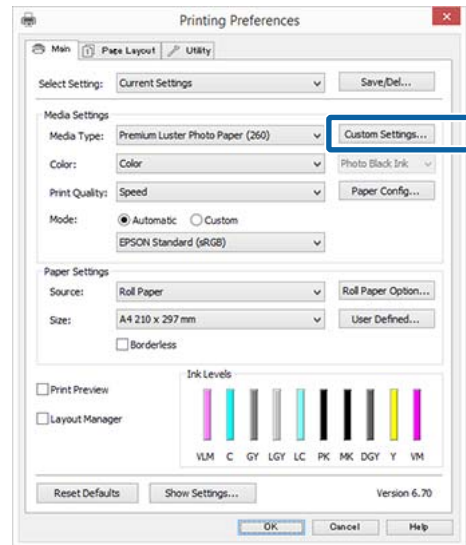 Printing Preferences
Main Page Layout Utility
Select Setting: Current Settings Save/Del...
Media Settings
Media Type: Premium Luster Photo Paper (260) Custom Settings...
Color: Color Photo Black Ink
Print Quality: Speed Paper Config...
Mode: Automatic Custom
EPSON Standard (sRGB)
Paper Settings
Source: Roll Paper Roll Paper Option...
Size: A4 210 x 297 mm User Defined...
Borderless
Ink Levels
Print Preview
Layout Manager
VLM C GY LGY LC PK MK DGY Y VM
Reset Defaults Show Settings... Version 6.70
OK Cancel Help